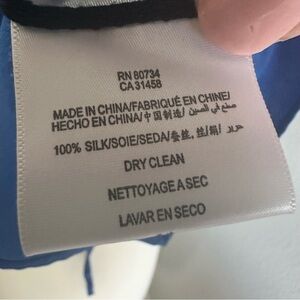 RN 80734
CA 31458
MADE IN CHINA/FABRIQUÉ EN CHINE/
HECHO EN CHINA/中国制造/صنع في الصين
100% SILK/SOIE/SEDA/蚕丝, 丝/絹/حرير
DRY CLEAN
NETTOYAGE A SEC
LAVAR EN SECO